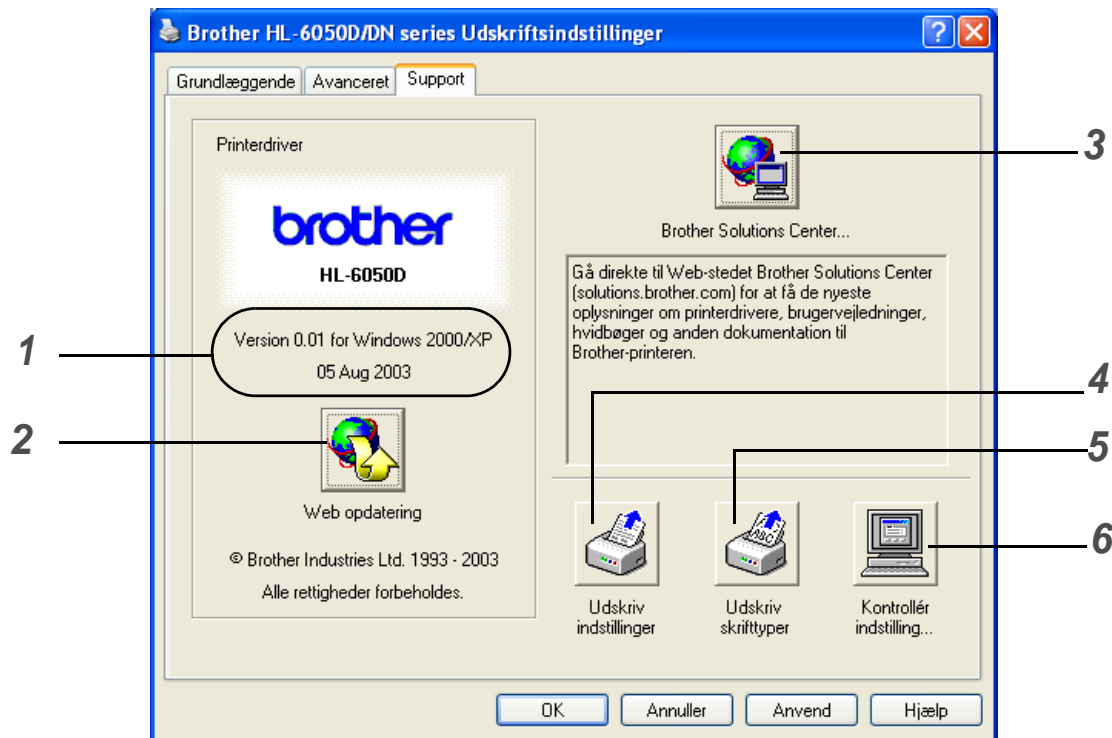 Brother HL-6050D/DN series Udskriftsindstillinger
?
Grundlæggende
Avanceret
Support
Printerdriver
brother
HL-6050D
1
Version 0.01 for Windows 2000/XP
05 Aug 2003
2
Web opdatering
© Brother Industries Ltd. 1993 - 2003
Alle rettigheder forbeholdes.
3
Brother Solutions Center...
Gå direkte til Web-stedet Brother Solutions Center
(solutions.brother.com) for at få de nyeste
oplysninger om printerdrivere, brugervejledninger,
hvidbøger og anden dokumentation til
Brother-printeren.
4
5
6
ABC
Udskriv
indstillinger
Udskriv
skrifttyper
Kontrollér
indstilling...
OK
Annuller
Anvend
Hjælp